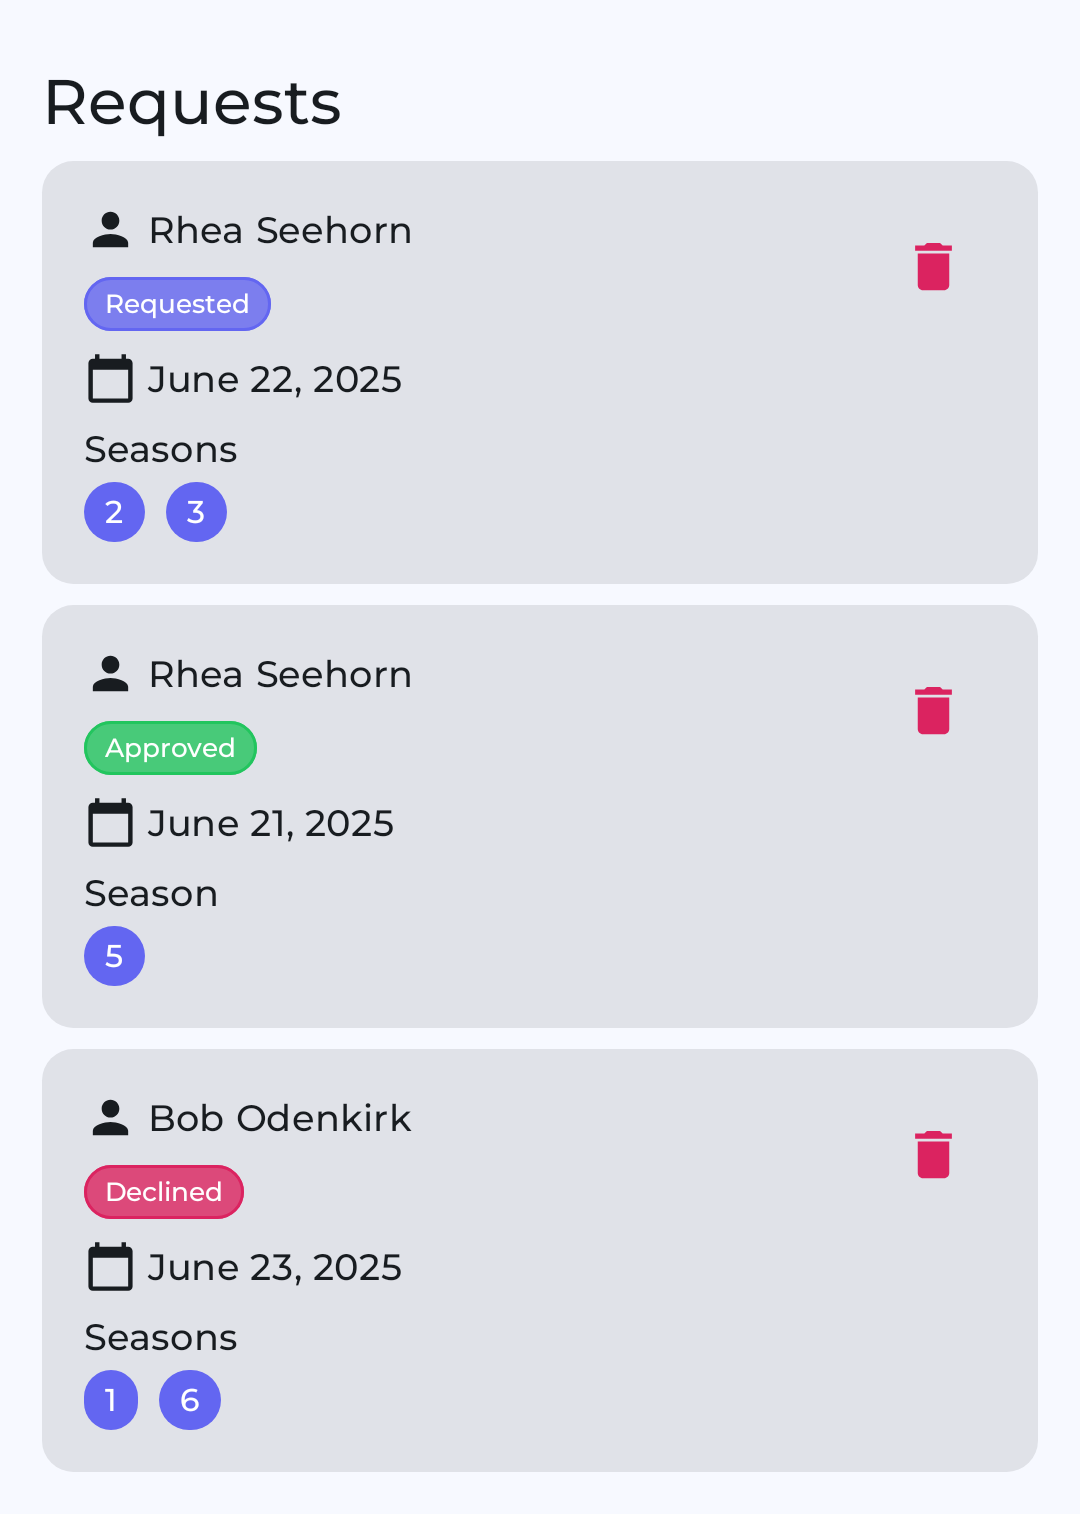 Requests
Rhea Seehorn
Requested
June 22, 2025
Seasons
2 3
Rhea Seehorn
Approved
June 21, 2025
Season
5
Bob Odenkirk
Declined
June 23, 2025
Seasons
1 6